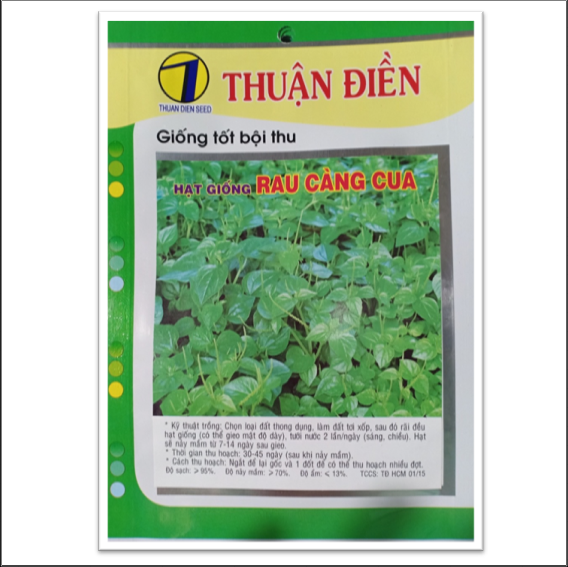 THUẬN ĐIỀN
THUAN DIEN SEED
Giống tốt bội thu
HẠT GIỐNG RAU CÀNG CUA
* Kỹ thuật trồng: Chọn loại đất thong dụng, làm đất tơi xốp, sau đó rãi đều
hạt giống (có thể gieo mật độ dày), tưới nước 2 lần/ngày (sáng, chiều). Hạt
sẽ nảy mầm từ 7-14 ngày sau gieo.
* Thời gian thu hoạch: 30-45 ngày (sau khi nảy mầm).
* Cách thu hoạch: Ngắt để lại gốc và 1 đốt để có thể thu hoạch nhiều đợt.
Độ sạch: ≥ 95%. Độ nảy mầm: ≥ 70%. Độ ẩm: ≤ 13%. TCCS: TĐ HCM 01/15